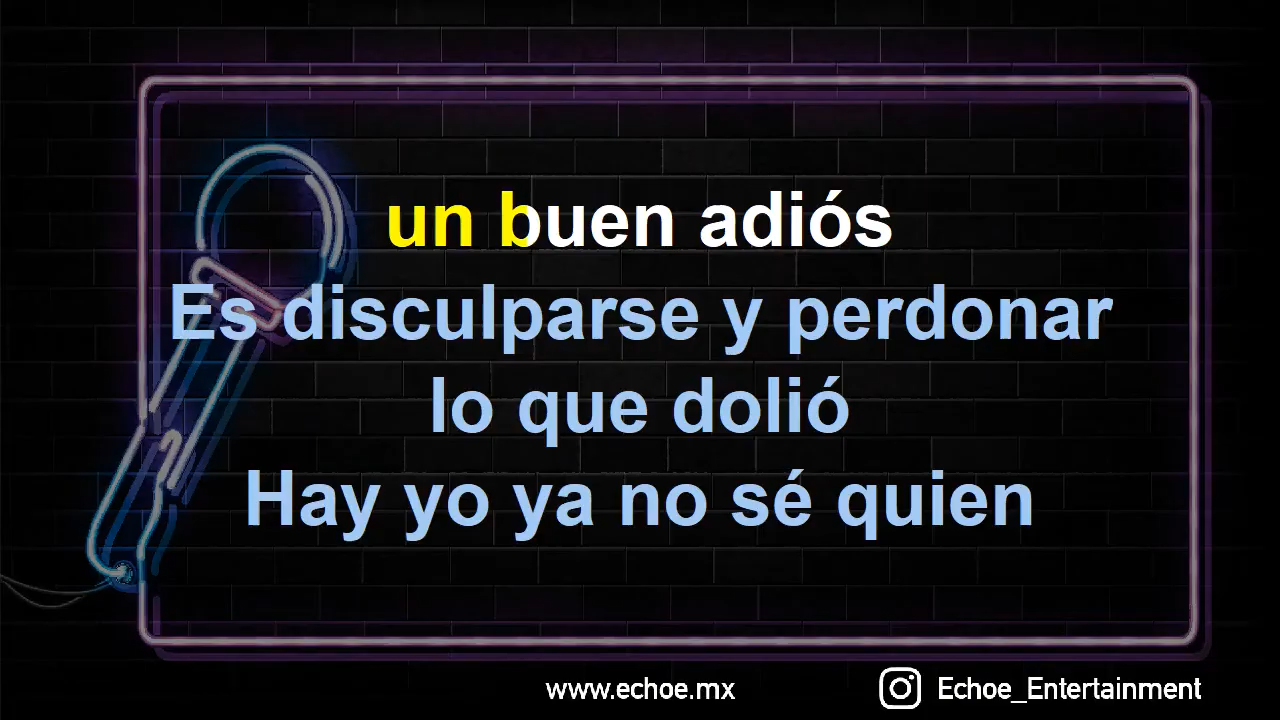 un buen adiós
Es disculparse y perdonar
lo que dolió
Hay yo ya no sé quien
www.echoe.mx
Echoe_Entertainment